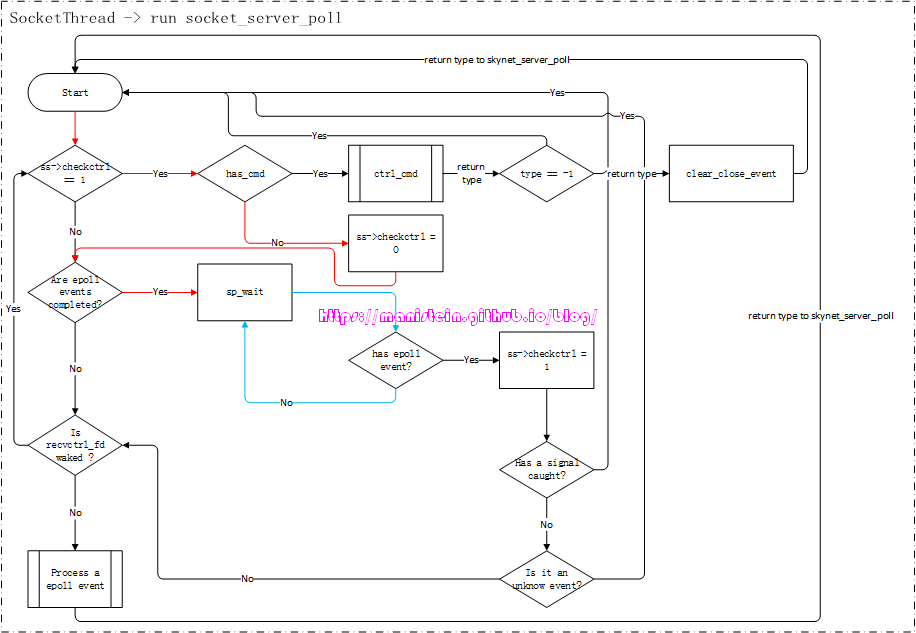 SocketThread -> run socket_server_poll
return type to skynet_server_poll
Start
Yes
Yes
Yes
ss->checkctrl
== 1
Yes
has_cmd
Yes
ctrl_cmd
return
type
type == -1
return type
clear_close_event
No
No
ss->checkctrl =
0
Are epoll
events
completed?
Yes
sp_wait
Yes
https://manistein.github.io/blog/
return type to skynet_server_poll
has epoll
event?
Yes
ss->checkctrl =
1
No
No
Is
recvctrl_fd
waked ?
Has a signal
caught?
No
No
Process a
epoll event
No
Is it an
unknow event?